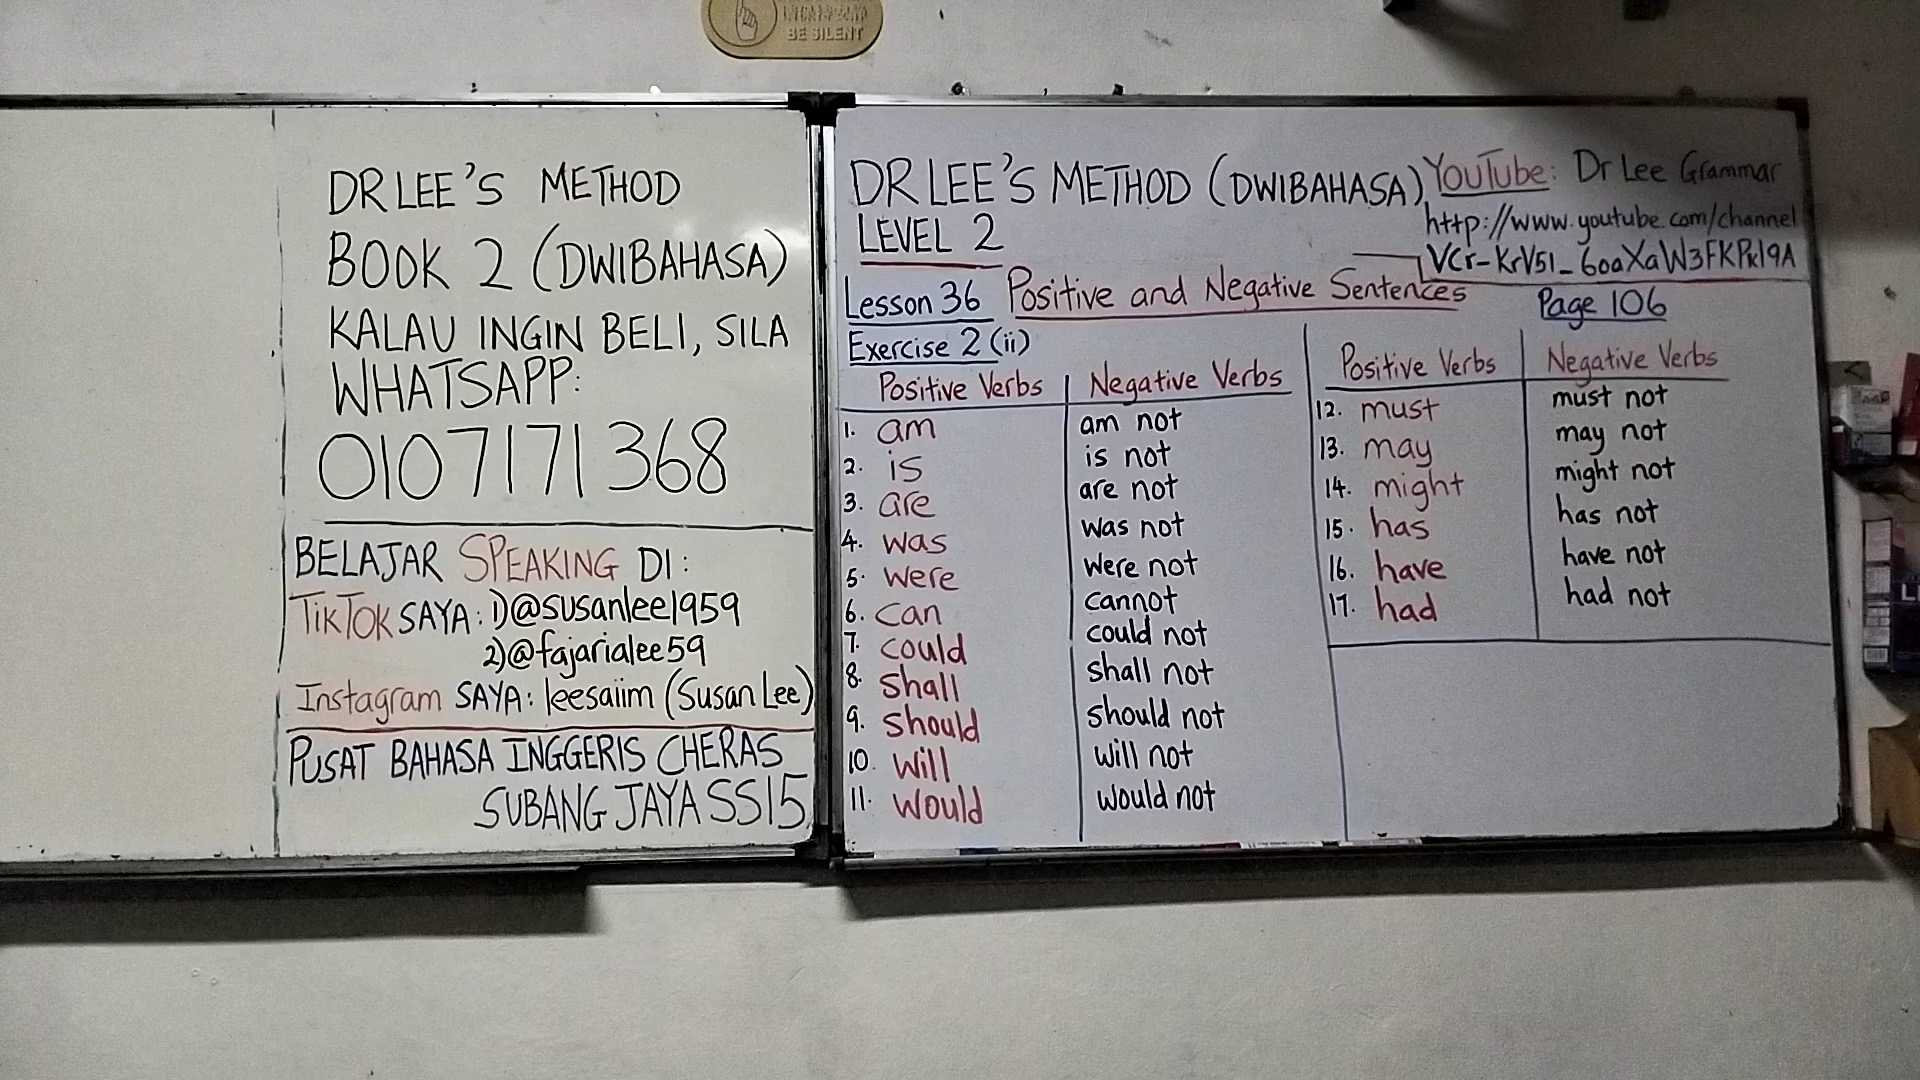 BE SILENT
DR LEE'S METHOD
BOOK 2 (DWIBAHASA)
KALAU INGIN BELI, SILA
WHATSAPP:
0107171368
BELAJAR SPEAKING DI:
TikTok SAYA: 1)@susanlee1959
2)@fajarialee59
Instagram SAYA: leesaiim (Susan Lee)
PUSAT BAHASA INGGERIS CHERAS
SUBANG JAYA SS15
DR LEE'S METHOD (DWIBAHASA)
LEVEL 2
YouTube: Dr Lee Grammar
http://www.youtube.com/channel
VCr-KrV51_6oaXaW3FKPkl9A
Lesson 36 Positive and Negative Sentences Page 106
Exercise 2 (ii)
Positive Verbs Negative Verbs
1. am am not
2. is is not
3. are are not
4. was was not
5. were were not
6. can cannot
7. could could not
8. shall shall not
9. should should not
10. will will not
11. would would not
Positive Verbs Negative Verbs
12. must must not
13. may may not
14. might might not
15. has has not
16. have have not
17. had had not